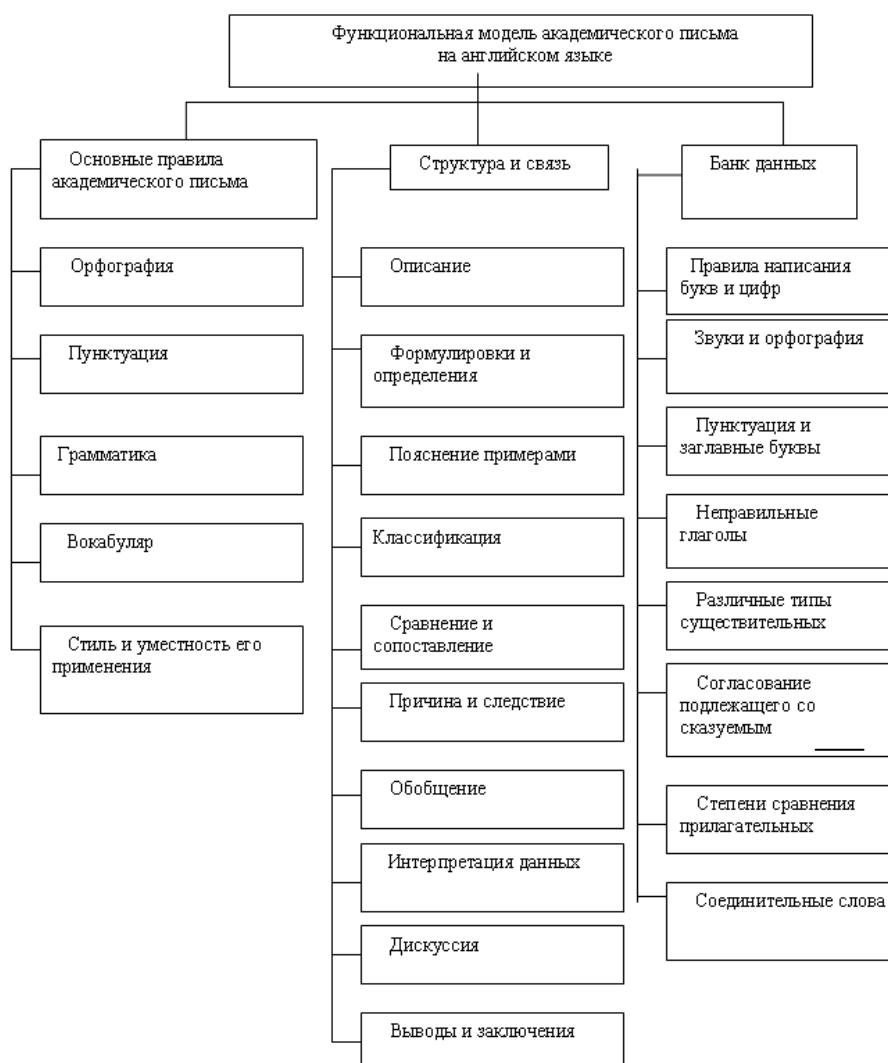 Функциональная модель академического письма
на английском языке
Основные правила
академического письма
Орфография
Пунктуация
Грамматика
Вокабуляр
Стиль и уместность его
применения
Структура и связь
Описание
Формулировки и
определения
Пояснение примерами
Классификация
Сравнение и
сопоставление
Причина и следствие
Обобщение
Интерпретация данных
Дискуссия
Выводы и заключения
Банк данных
Правила написания
букв и цифр
Звуки и орфография
Пунктуация и
заглавные буквы
Неправильные
глаголы
Различные типы
существительных
Согласование
подлежащего со
сказуемым
Степени сравнения
прилагательных
Соединительные слова